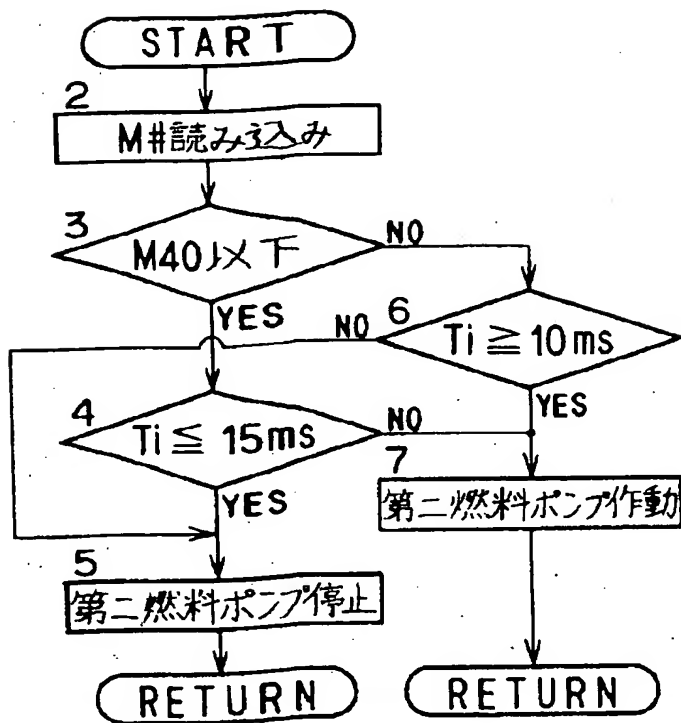 START
2
M#読み込み
3
M40以下
NO
YES
6
NO
Ti ≧ 10ms
YES
4
Ti ≦ 15ms
NO
YES
7
第二燃料ポンプ作動
5
第二燃料ポンプ停止
RETURN
RETURN